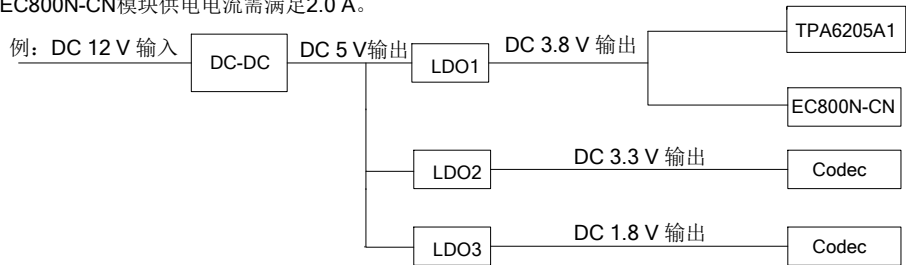 EC800N-CN模块供电电流需满足2.0 A。
例：DC 12 V 输入
DC-DC
DC 5 V输出
LDO1
DC 3.8 V 输出
TPA6205A1
EC800N-CN
LDO2
DC 3.3 V 输出
Codec
LDO3
DC 1.8 V 输出
Codec